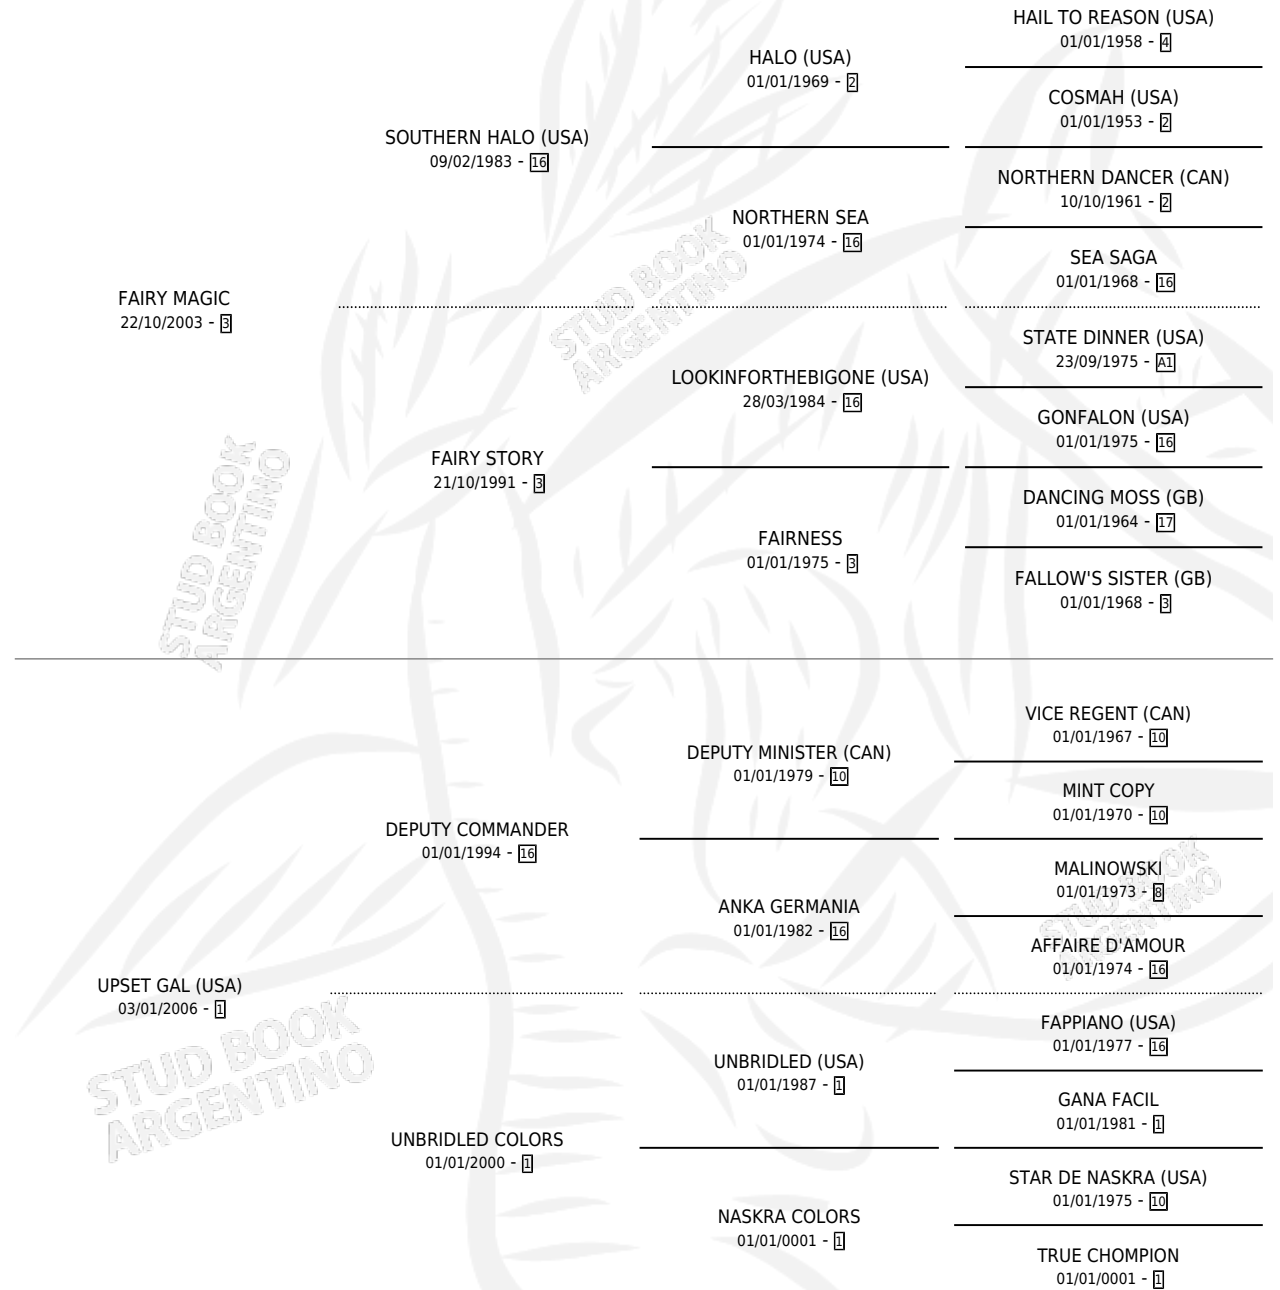 HAIL TO REASON (USA)
01/01/1958 - 4
HALO (USA)
01/01/1969 - 2
COSMAH (USA)
01/01/1953 - 2
SOUTHERN HALO (USA)
09/02/1983 - 16
NORTHERN DANCER (CAN)
10/10/1961 - 2
NORTHERN SEA
01/01/1974 - 16
SEA SAGA
01/01/1968 - 16
FAIRY MAGIC
22/10/2003 - 3
STATE DINNER (USA)
23/09/1975 - A1
LOOKINFORTHEBIGONE (USA)
28/03/1984 - 16
GONFALON (USA)
01/01/1975 - 16
FAIRY STORY
21/10/1991 - 3
DANCING MOSS (GB)
01/01/1964 - 17
FAIRNESS
01/01/1975 - 3
FALLOW'S SISTER (GB)
01/01/1968 - 3
STUD BOOK
ARGENTINO
STUD BOOK
ARGENTINO
VICE REGENT (CAN)
01/01/1967 - 10
DEPUTY MINISTER (CAN)
01/01/1979 - 10
MINT COPY
01/01/1970 - 10
DEPUTY COMMANDER
01/01/1994 - 16
MALINOWSKI
01/01/1973 - 8
ANKA GERMANIA
01/01/1982 - 16
AFFAIRE D'AMOUR
01/01/1974 - 16
UPSET GAL (USA)
03/01/2006 - 1
FAPPIANO (USA)
01/01/1977 - 16
UNBRIDLED (USA)
01/01/1987 - 1
GANA FACIL
01/01/1981 - 1
UNBRIDLED COLORS
01/01/2000 - 1
STAR DE NASKRA (USA)
01/01/1975 - 10
NASKRA COLORS
01/01/0001 - 1
TRUE CHOMPION
01/01/0001 - 1
STUD BOOK
ARGENTINO
STUD BOOK
ARGENTINO